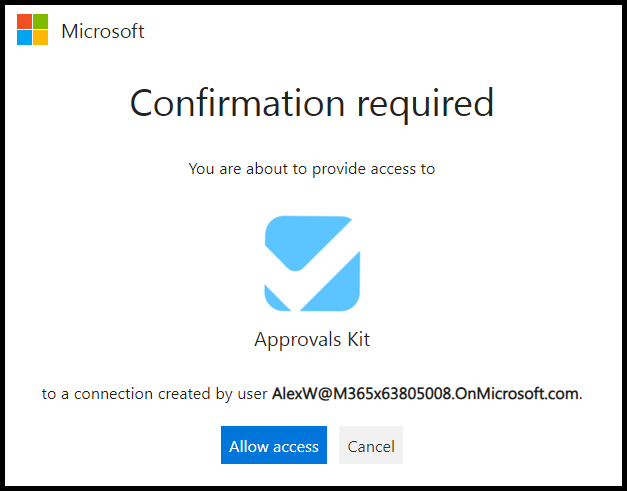 Microsoft
Confirmation required
You are about to provide access to
Approvals Kit
to a connection created by user AlexW@M365x63805008.OnMicrosoft.com.
Allow access
Cancel